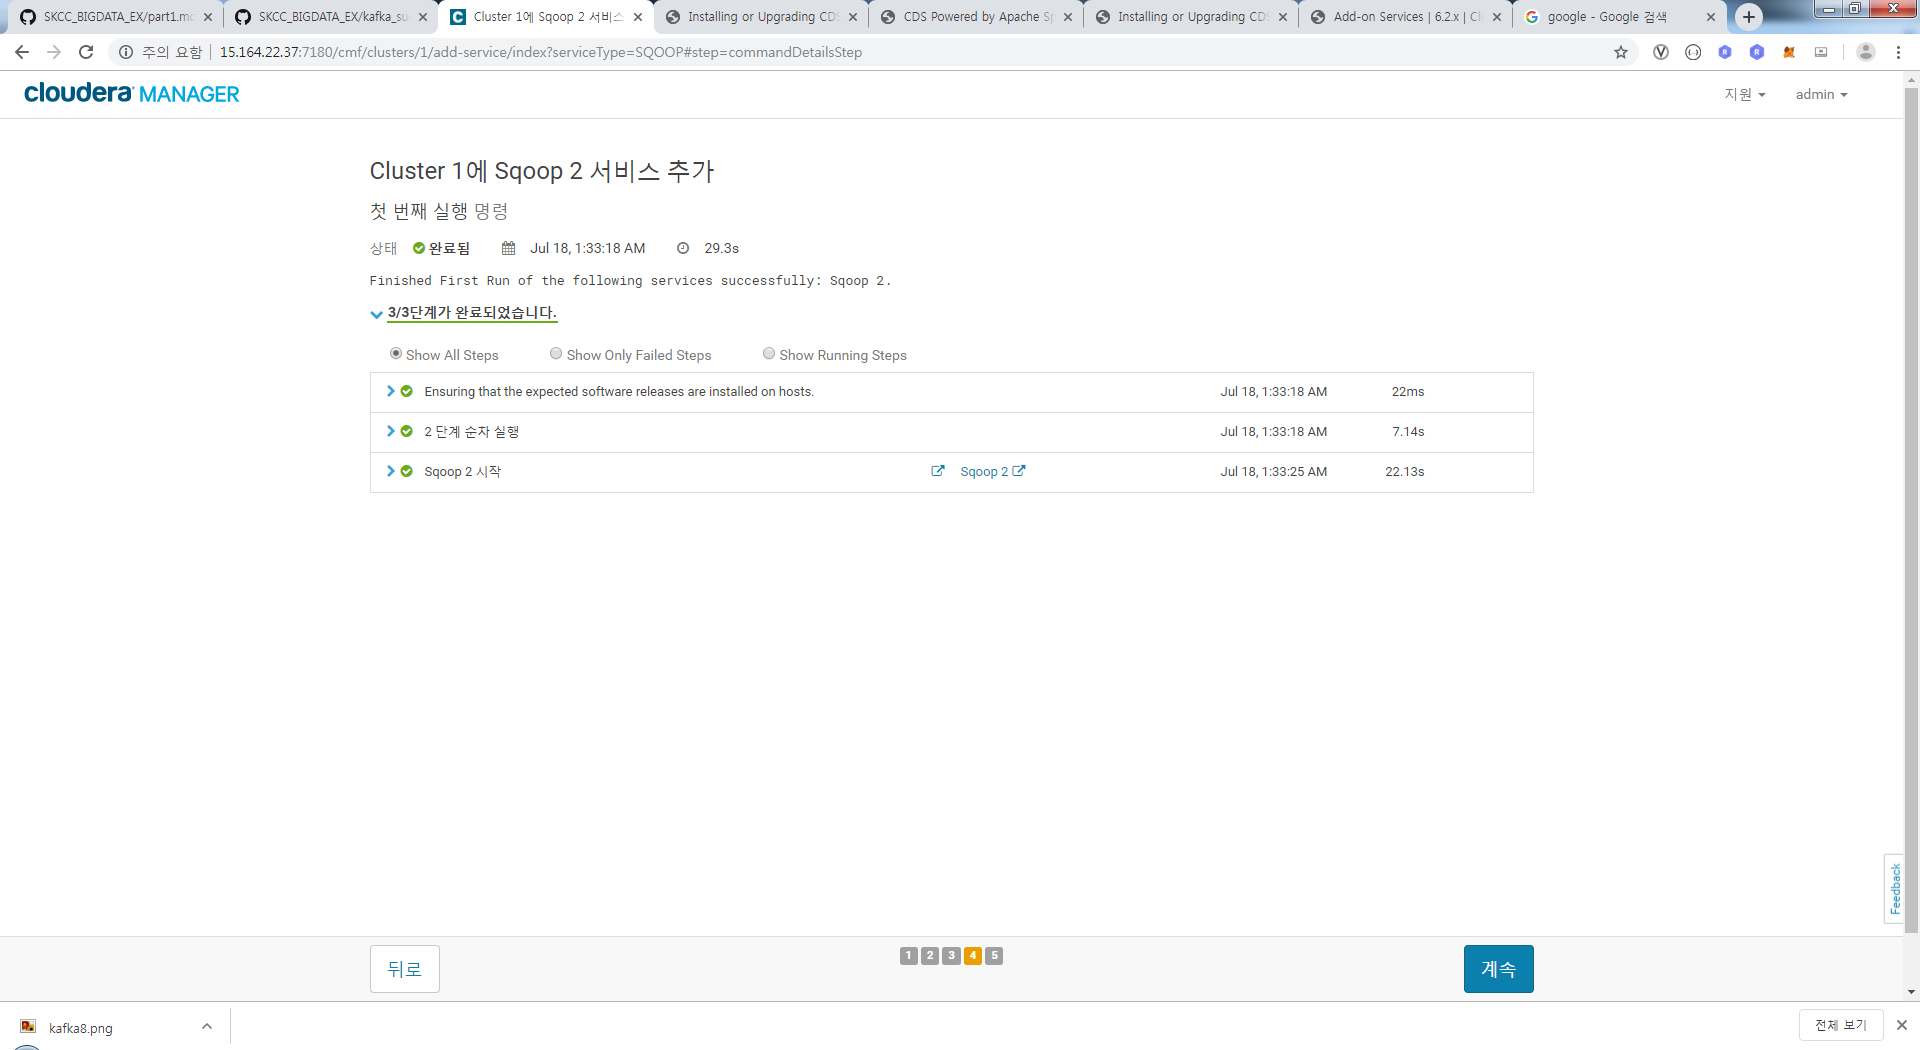 SKCC_BIGDATA_EX/part1.mc
SKCC_BIGDATA_EX/kafka_su
Cluster 1에 Sqoop 2 서비스
Installing or Upgrading CDS
CDS Powered by Apache Sp
Installing or Upgrading CDS
Add-on Services | 6.2.x | Cl
google - Google 검색
주의 요함 | 15.164.22.37:7180/cmf/clusters/1/add-service/index?serviceType=SQOOP#step=commandDetailsStep
cloudera MANAGER
지원
admin
Cluster 1에 Sqoop 2 서비스 추가
첫 번째 실행 명령
상태 완료됨 Jul 18, 1:33:18 AM 29.3s
Finished First Run of the following services successfully: Sqoop 2.
3/3단계가 완료되었습니다.
Show All Steps Show Only Failed Steps Show Running Steps
Ensuring that the expected software releases are installed on hosts. Jul 18, 1:33:18 AM 22ms
2 단계 순차 실행 Jul 18, 1:33:18 AM 7.14s
Sqoop 2 시작 Sqoop 2 Jul 18, 1:33:25 AM 22.13s
Feedback
뒤로 1 2 3 4 5 계속
kafka8.png
전체 보기